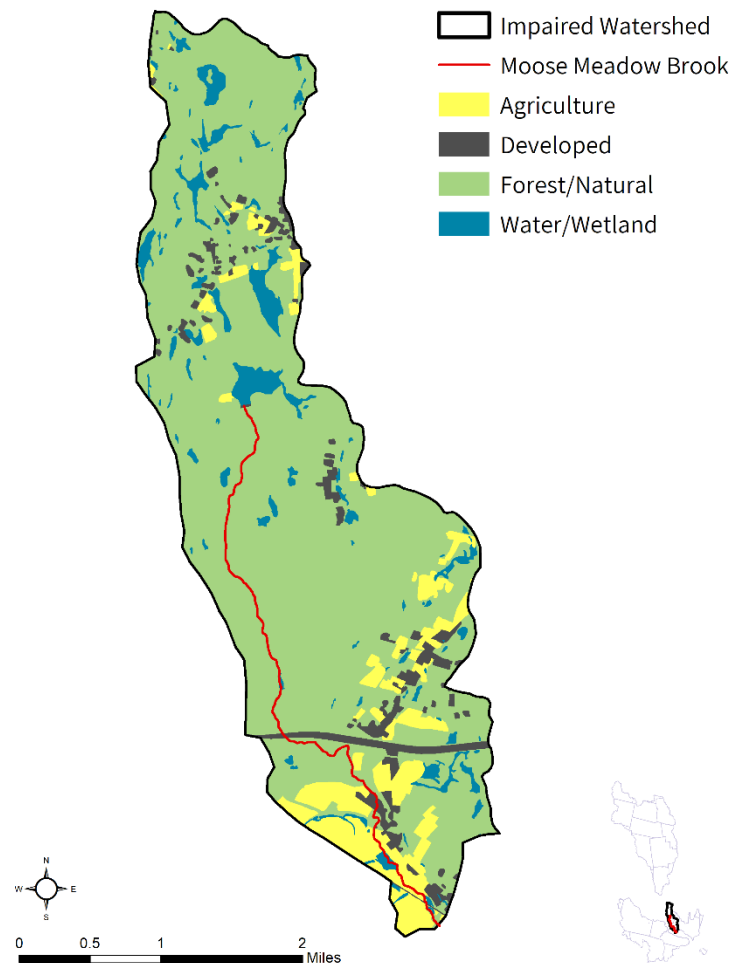 Impaired Watershed
Moose Meadow Brook
Agriculture
Developed
Forest/Natural
Water/Wetland
N
W E
S
0 0.5 1 2
Miles